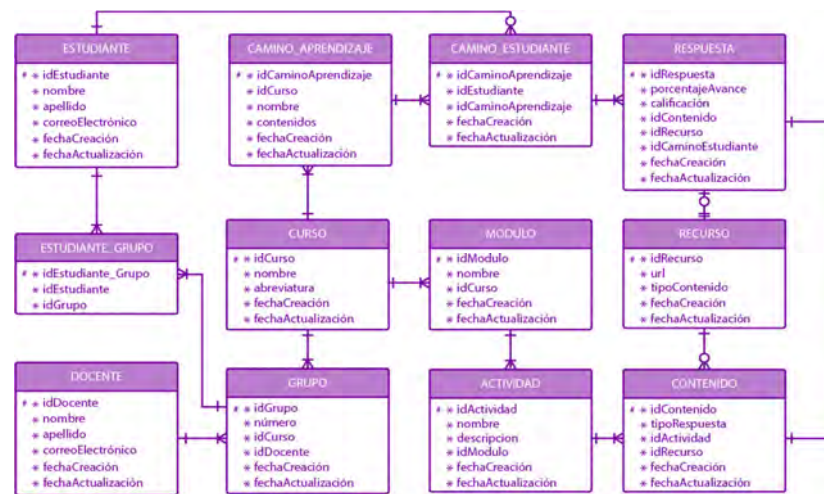 ESTUDIANTE
# * idEstudiante
* nombre
* apellido
* correoElectrónico
* fechaCreación
* fechaActualización
CAMINO_APRENDIZAJE
# * idCaminoAprendizaje
* idCurso
* nombre
* contenidos
* fechaCreación
* fechaActualización
CAMINO_ESTUDIANTE
# * idCaminoAprendizaje
* idEstudiante
* idCaminoAprendizaje
* fechaCreación
* fechaActualización
RESPUESTA
# * idRespuesta
* porcentajeAvance
* calificación
* idContenido
* idRecurso
* idCaminoEstudiante
* fechaCreación
* fechaActualización
ESTUDIANTE_GRUPO
# * idEstudiante_Grupo
* idEstudiante
* idGrupo
CURSO
# * idCurso
* nombre
* abreviatura
* fechaCreación
* fechaActualización
MODULO
# * idModulo
* nombre
* idCurso
* fechaCreación
* fechaActualización
RECURSO
# * idRecurso
* url
* tipoContenido
* fechaCreación
* fechaActualización
DOCENTE
# * idDocente
* nombre
* apellido
* correoElectrónico
* fechaCreación
* fechaActualización
GRUPO
# * idGrupo
* número
* idCurso
* idDocente
* fechaCreación
* fechaActualización
ACTIVIDAD
# * idActividad
* nombre
* descripcion
* idModulo
* fechaCreación
* fechaActualización
CONTENIDO
# * idContenido
* tipoRespuesta
* idActividad
* idRecurso
* fechaCreación
* fechaActualización